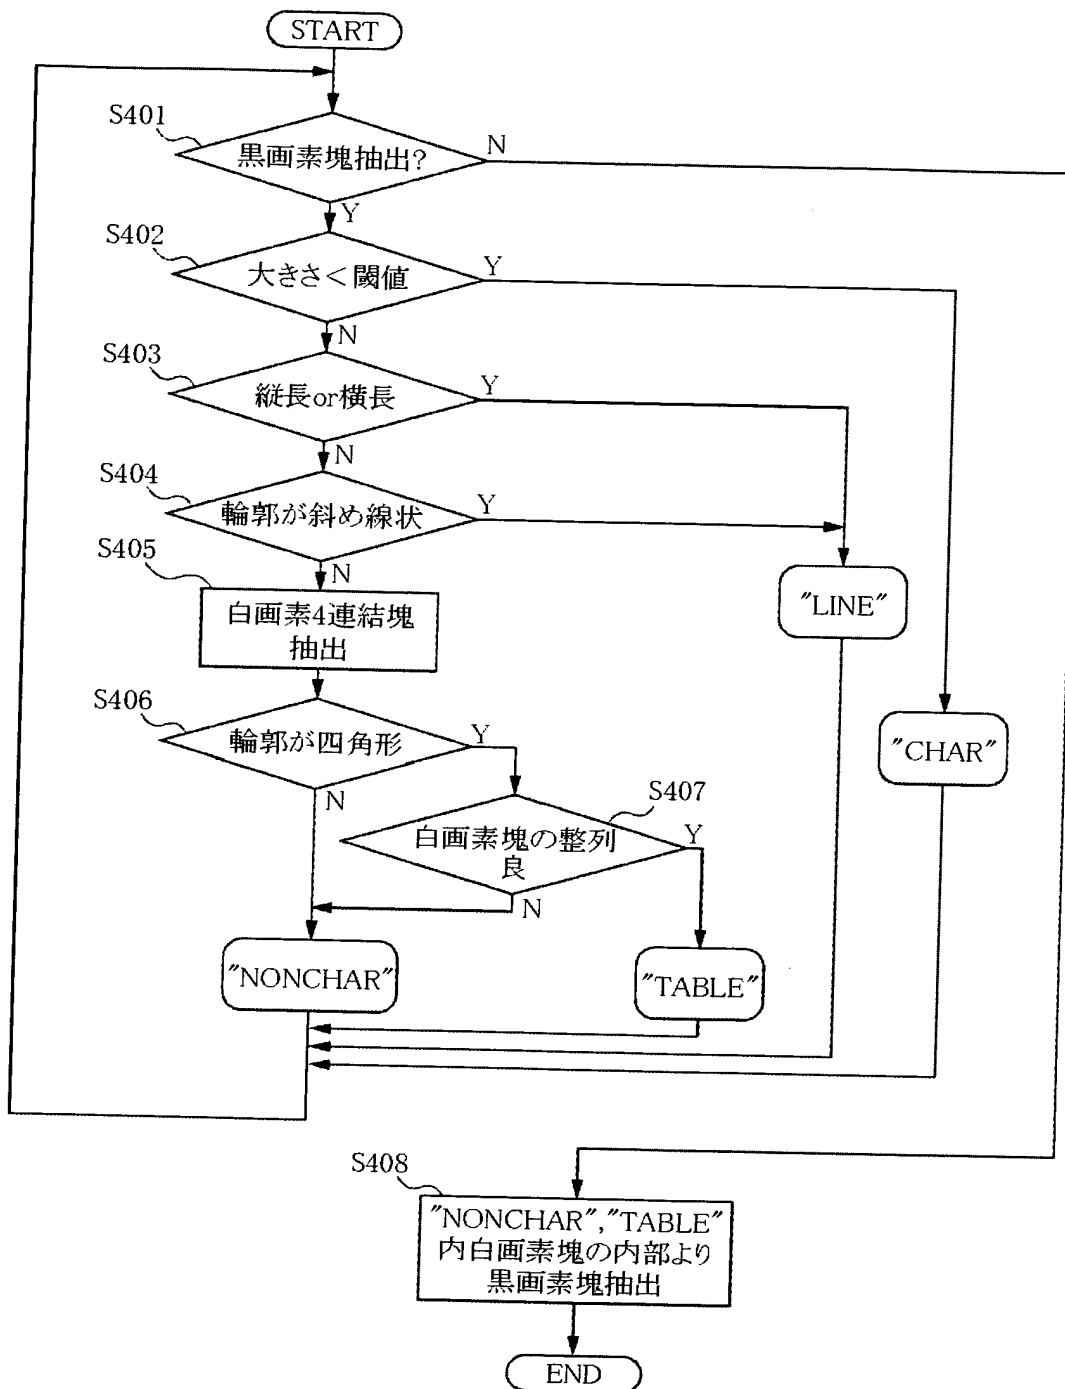 START
S401
黒画素塊抽出?
N
Y
S402
大きさ<閾値
Y
N
S403
縦長or横長
Y
N
S404
輪郭が斜め線状
Y
N
S405
白画素4連結塊
抽出
"LINE"
S406
輪郭が四角形
Y
N
"CHAR"
S407
白画素塊の整列
良
Y
N
"NONCHAR"
"TABLE"
S408
"NONCHAR","TABLE"
内白画素塊の内部より
黒画素塊抽出
END